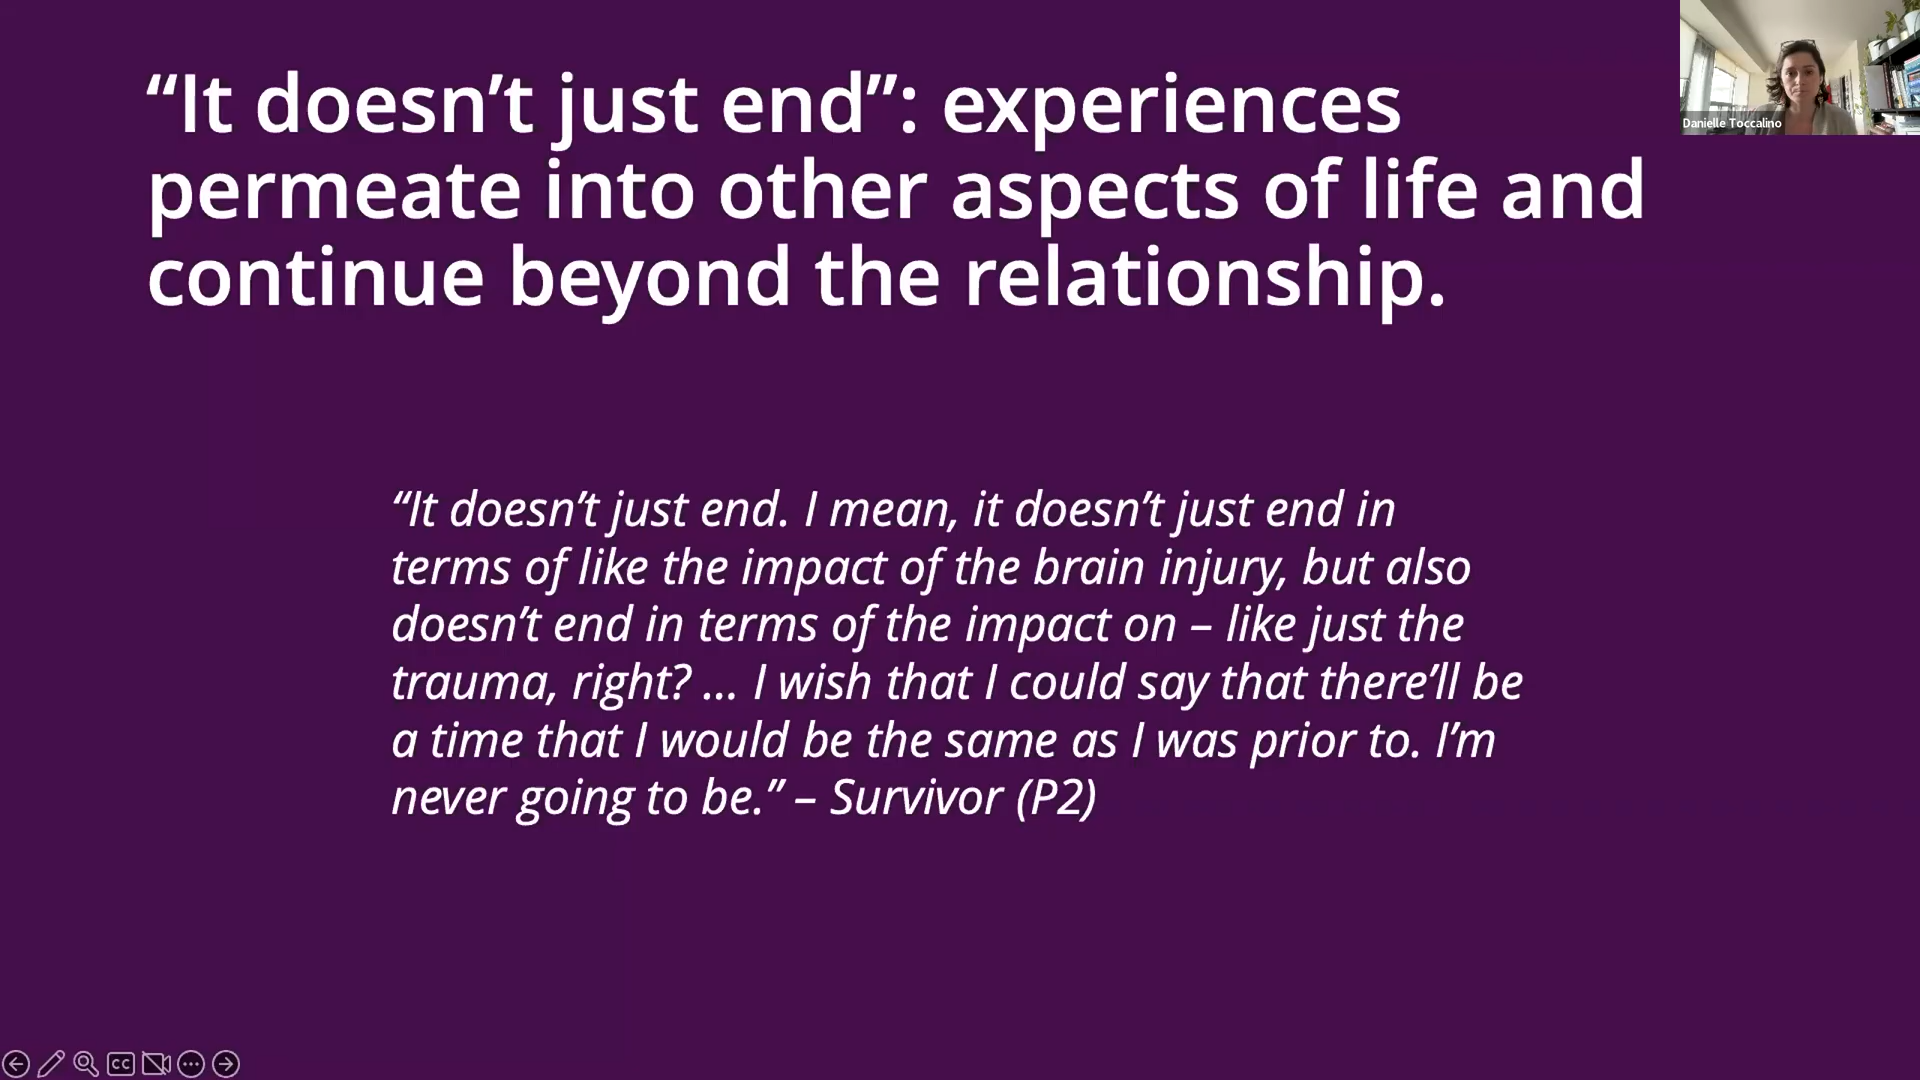 “It doesn’t just end”: experiences
permeate into other aspects of life and
continue beyond the relationship.
Danielle Toccalino
“It doesn’t just end. I mean, it doesn’t just end in
terms of like the impact of the brain injury, but also
doesn’t end in terms of the impact on – like just the
trauma, right? … I wish that I could say that there’ll be
a time that I would be the same as I was prior to. I’m
never going to be.” – Survivor (P2)
CC